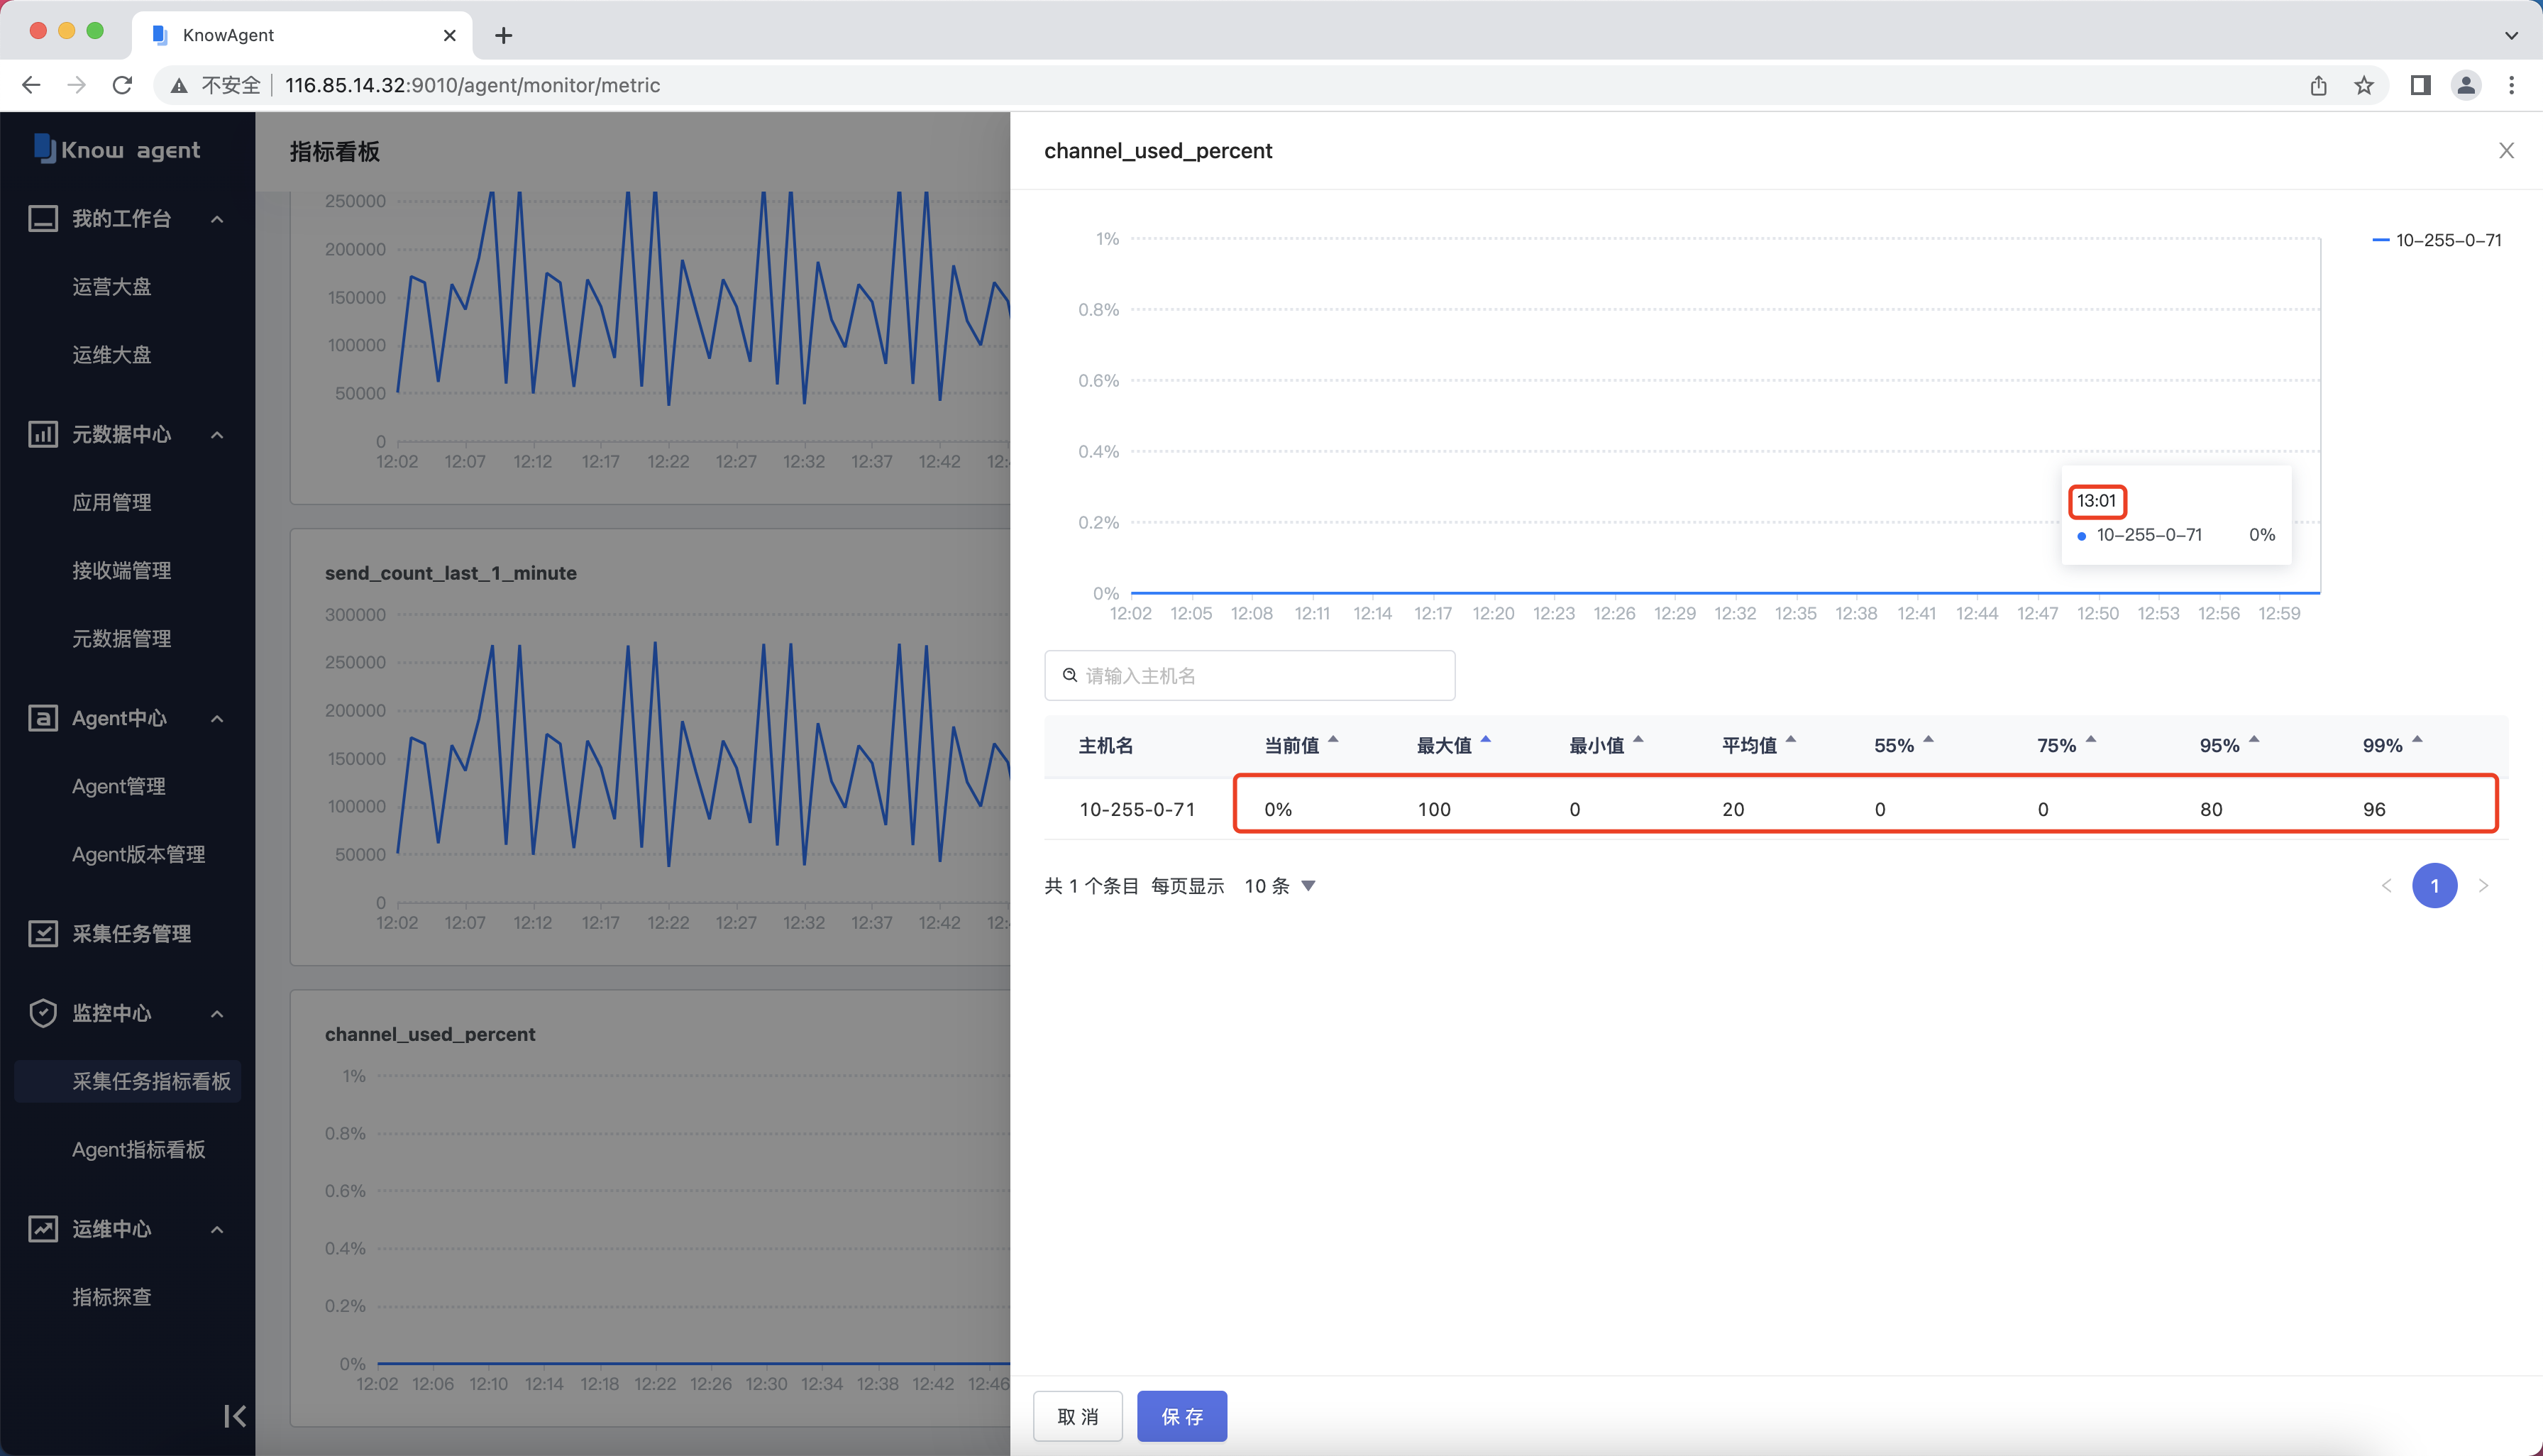 KnowAgent
不安全 116.85.14.32:9010/agent/monitor/metric
Know agent
我的工作台
运营大盘
运维大盘
元数据中心
应用管理
接收端管理
元数据管理
Agent中心
Agent管理
Agent版本管理
采集任务管理
监控中心
采集任务指标看板
Agent指标看板
运维中心
指标探查
指标看板
250000
200000
150000
100000
50000
0
12:02 12:07 12:12 12:17 12:22 12:27 12:32 12:37 12:42
send_count_last_1_minute
300000
250000
200000
150000
100000
50000
0
12:02 12:07 12:12 12:17 12:22 12:27 12:32 12:37 12:42
channel_used_percent
1%
0.8%
0.6%
0.4%
0.2%
0%
12:02 12:06 12:10 12:14 12:18 12:22 12:26 12:30 12:34 12:38 12:42 12:46
channel_used_percent
10-255-0-71
1%
0.8%
0.6%
0.4%
0.2%
0%
13:01
10-255-0-71 0%
12:02 12:05 12:08 12:11 12:14 12:17 12:20 12:23 12:26 12:29 12:32 12:35 12:38 12:41 12:44 12:47 12:50 12:53 12:56 12:59
请输入主机名
主机名 当前值 最大值 最小值 平均值 55% 75% 95% 99%
10-255-0-71 0% 100 0 20 0 0 80 96
共 1 个条目 每页显示 10 条
1
取 消 保 存